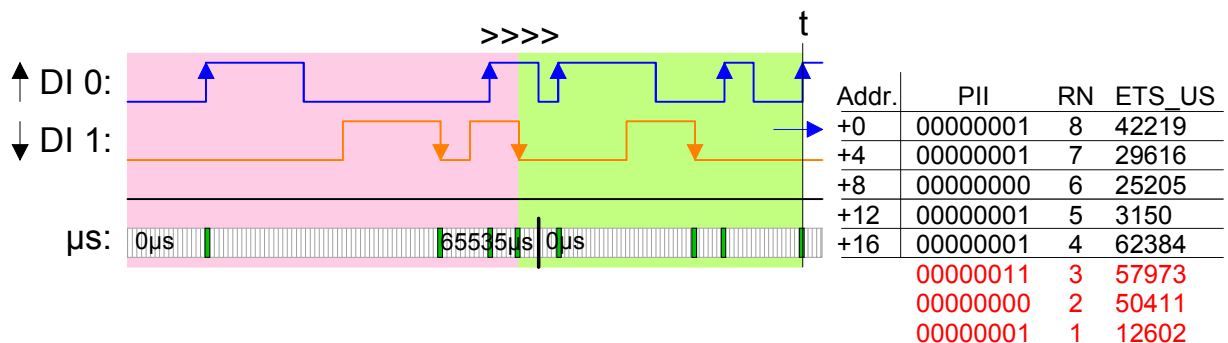 >>>> t
DI 0:
DI 1:
µs: 0µs 65535µs 0µs
Addr. PII RN ETS_US
+0 00000001 8 42219
+4 00000001 7 29616
+8 00000000 6 25205
+12 00000001 5 3150
+16 00000001 4 62384
00000011 3 57973
00000000 2 50411
00000001 1 12602